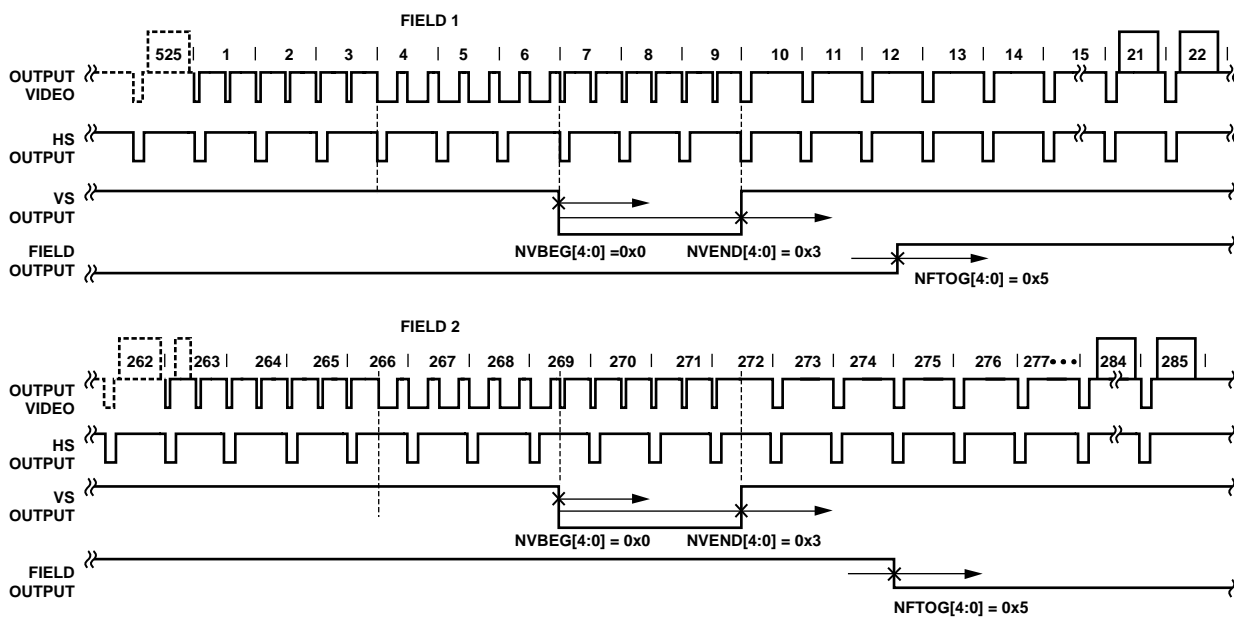 FIELD 1
525 1 2 3 4 5 6 7 8 9 10 11 12 13 14 15 21 22
OUTPUT
VIDEO
HS
OUTPUT
VS
OUTPUT
NVBEG[4:0] =0x0 NVEND[4:0] = 0x3
FIELD
OUTPUT
NFTOG[4:0] = 0x5
FIELD 2
262 263 264 265 266 267 268 269 270 271 272 273 274 275 276 277 284 285
OUTPUT
VIDEO
HS
OUTPUT
VS
OUTPUT
NVBEG[4:0] = 0x0 NVEND[4:0] = 0x3
FIELD
OUTPUT
NFTOG[4:0] = 0x5